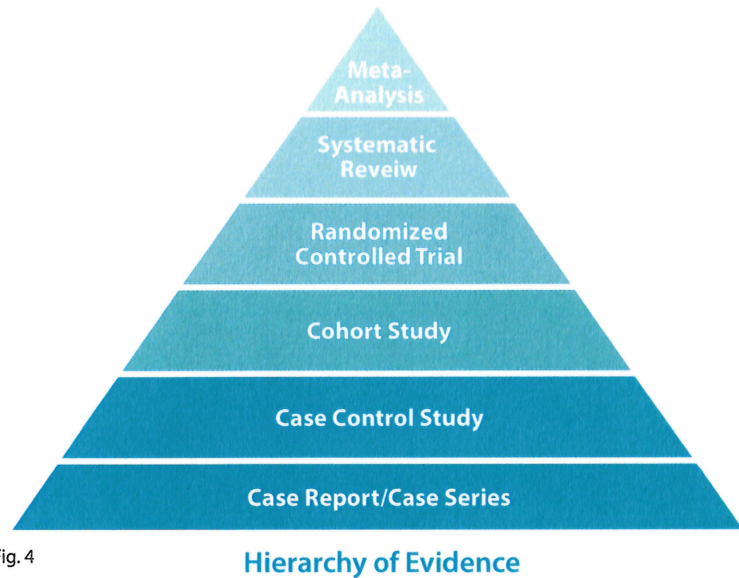 Meta-
Analysis
Systematic
Reveiw
Randomized
Controlled Trial
Cohort Study
Case Control Study
Case Report/Case Series
Fig. 4
Hierarchy of Evidence